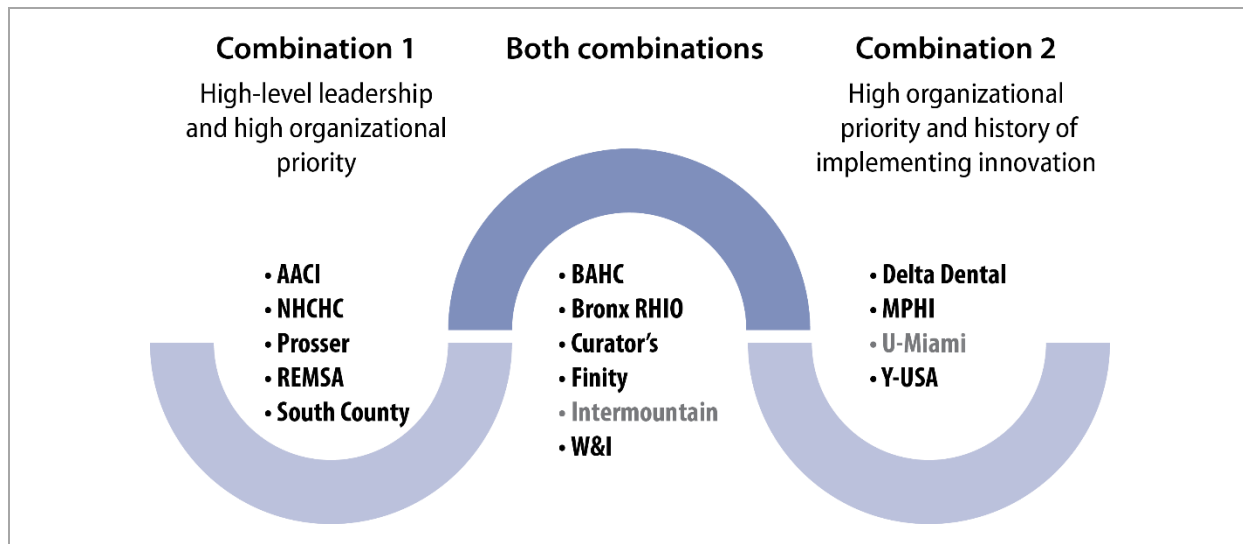 Combination 1
High-level leadership
and high organizational
priority
• AACI
• NHCHC
• Prosser
• REMSA
• South County
Both combinations
• BAHC
• Bronx RHIO
• Curator's
• Finity
• Intermountain
• W&I
Combination 2
High organizational
priority and history of
implementing innovation
• Delta Dental
• MPHI
• U-Miami
• Y-USA